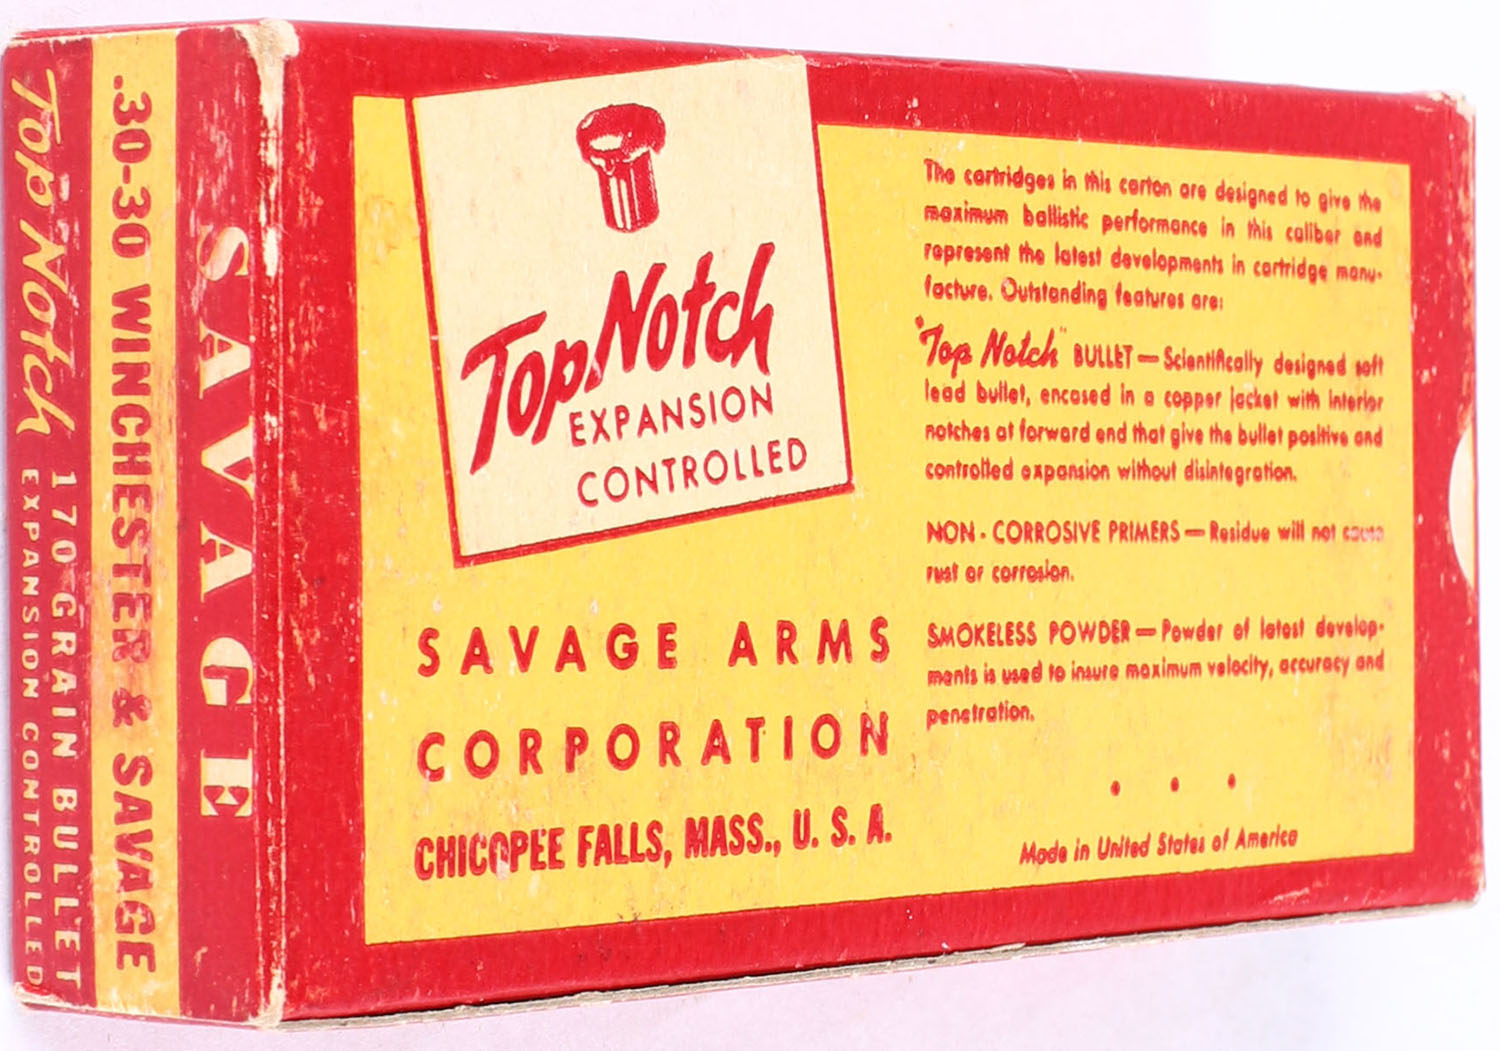 SAVAGE
.30-30 WINCHESTER & SAVAGE
Top Notch 170 GRAIN BULLET
EXPANSION CONTROLLED
Top Notch
EXPANSION
CONTROLLED
SAVAGE ARMS
CORPORATION
CHICOPEE FALLS, MASS., U. S. A.
The cartridges in this carton are designed to give the
maximum ballistic performance in this caliber and
represent the latest developments in cartridge manu-
facture. Outstanding features are:
"Top Notch" BULLET — Scientifically designed soft
lead bullet, encased in a copper jacket with interior
notches at forward end that give the bullet positive and
controlled expansion without disintegration.
NON - CORROSIVE PRIMERS — Residue will not cause
rust or corrosion.
SMOKELESS POWDER — Powder of latest develop-
ments is used to insure maximum velocity, accuracy and
penetration.
Made in United States of America